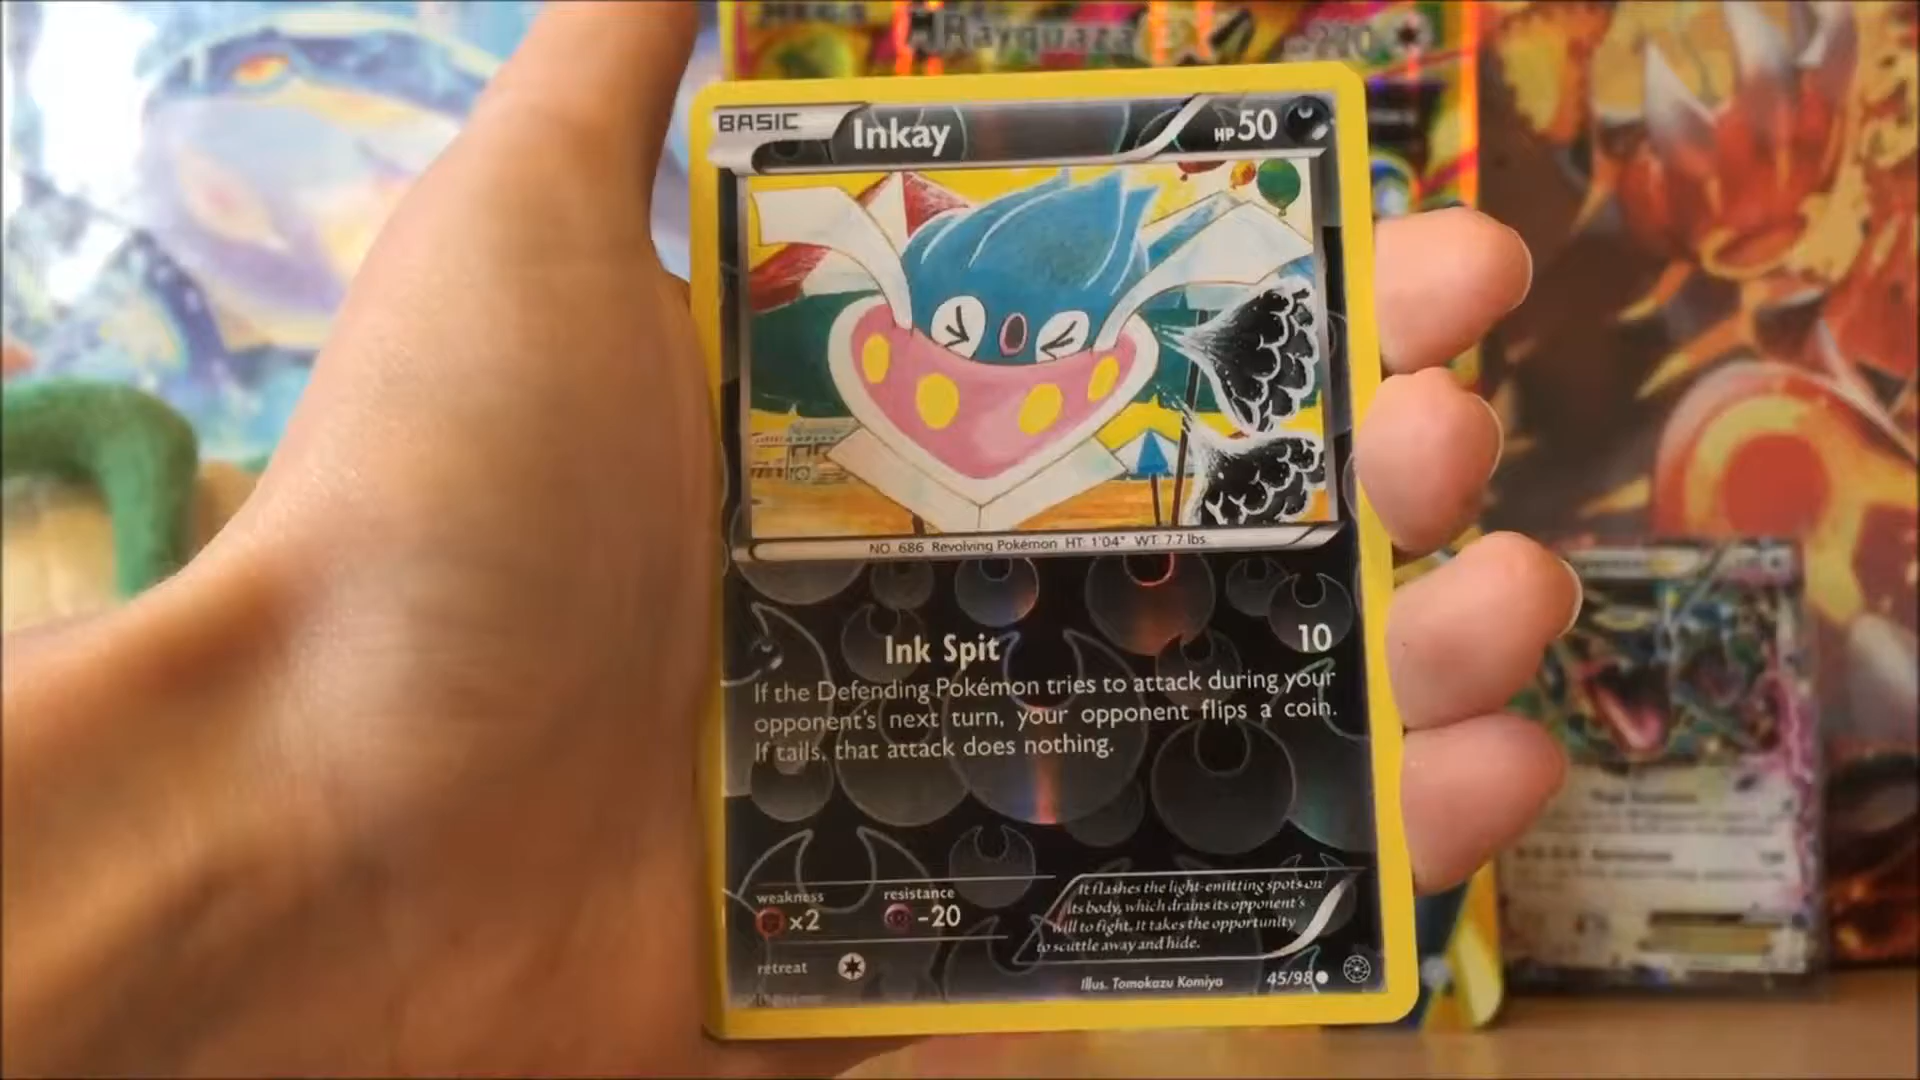 M Rayquaza EX
BASIC Inkay HP 50
NO. 686 Revolving Pokémon HT: 1'04" WT: 7.7 lbs.
Ink Spit 10
If the Defending Pokémon tries to attack during your
opponent's next turn, your opponent flips a coin.
If tails, that attack does nothing.
weakness resistance
x2 -20
It flashes the light-emitting spots on
its body, which drains its opponent's
will to fight. It takes the opportunity
to scuttle away and hide.
retreat
Illus. Tomokazu Komiya 45/98